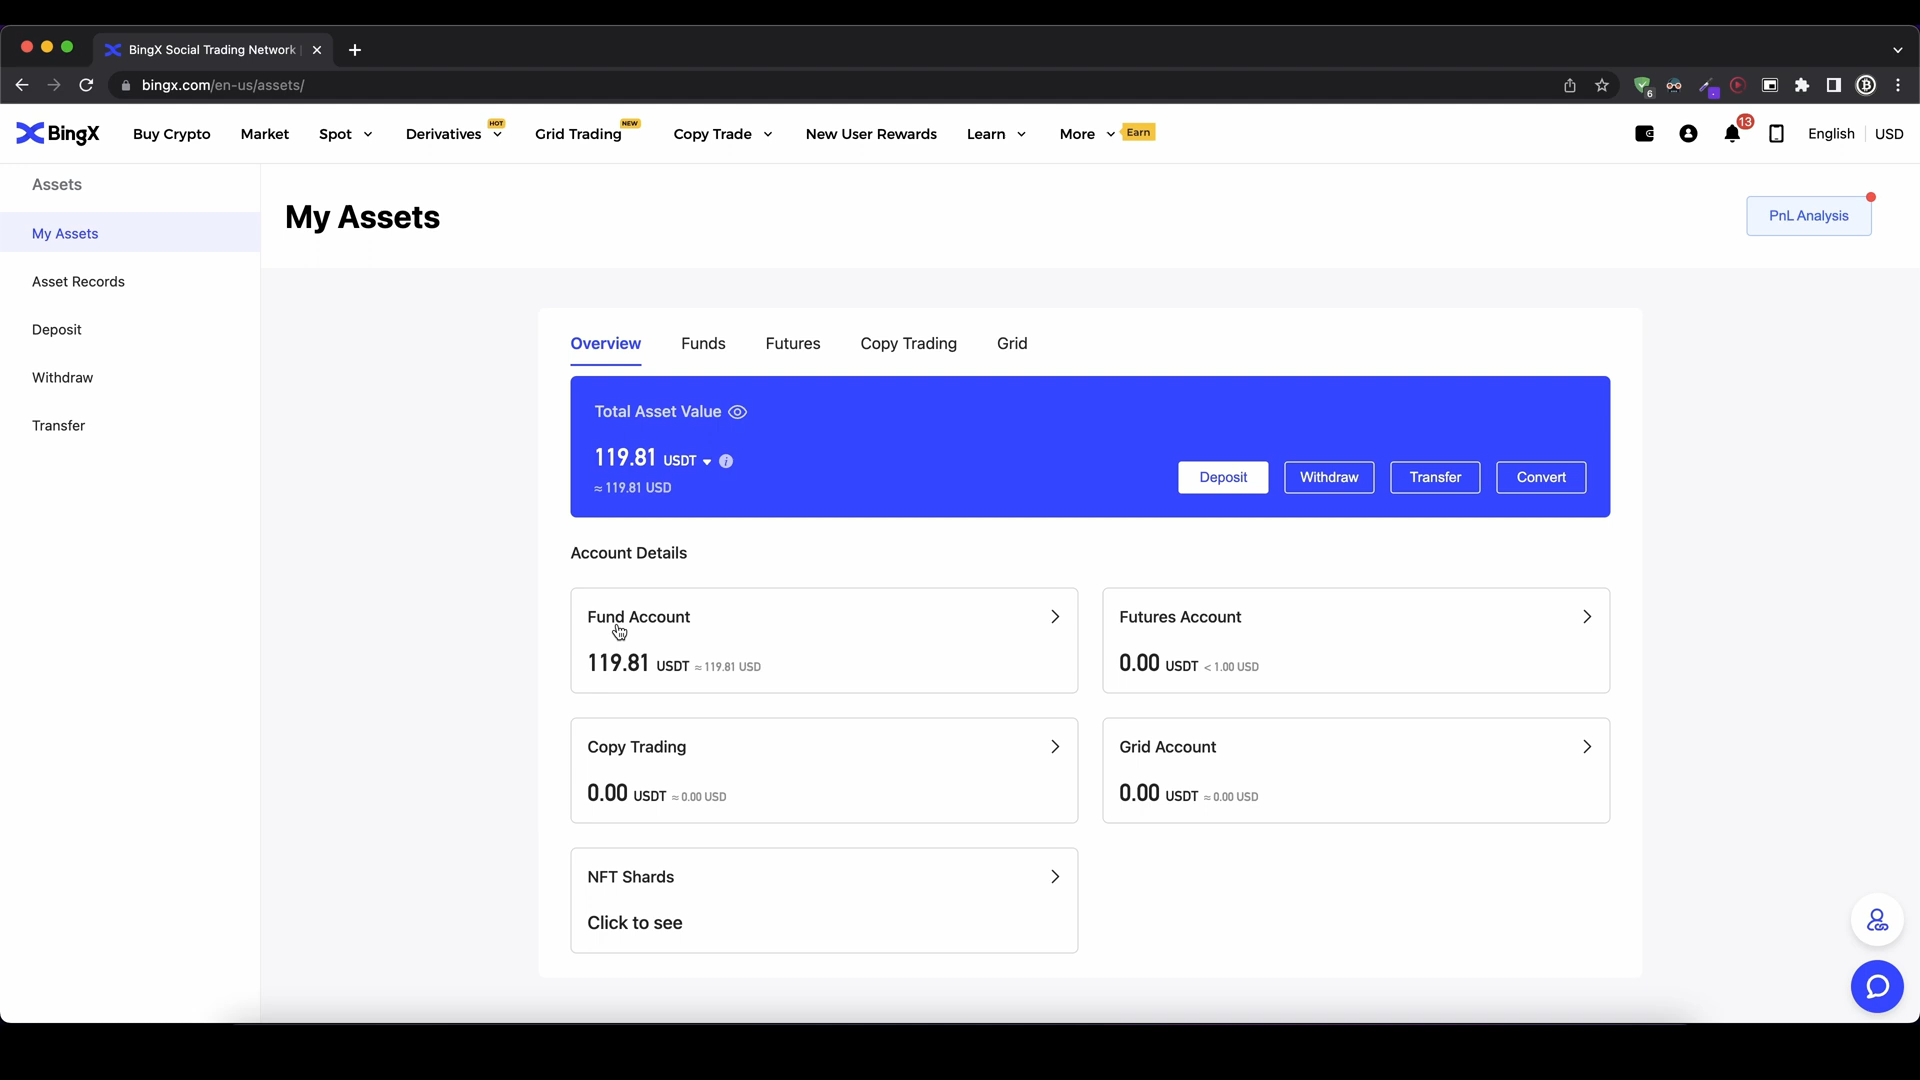 BingX Social Trading Network |
bingx.com/en-us/assets/
6
BingX
Buy Crypto
Market
Spot
Derivatives
HOT
Grid Trading
NEW
Copy Trade
New User Rewards
Learn
More
Earn
13
English
USD
Assets
My Assets
Asset Records
Deposit
Withdraw
Transfer
My Assets
PnL Analysis
Overview
Funds
Futures
Copy Trading
Grid
Total Asset Value
119.81 USDT
≈ 119.81 USD
Deposit
Withdraw
Transfer
Convert
Account Details
Fund Account
119.81 USDT ≈ 119.81 USD
Futures Account
0.00 USDT < 1.00 USD
Copy Trading
0.00 USDT ≈ 0.00 USD
Grid Account
0.00 USDT ≈ 0.00 USD
NFT Shards
Click to see